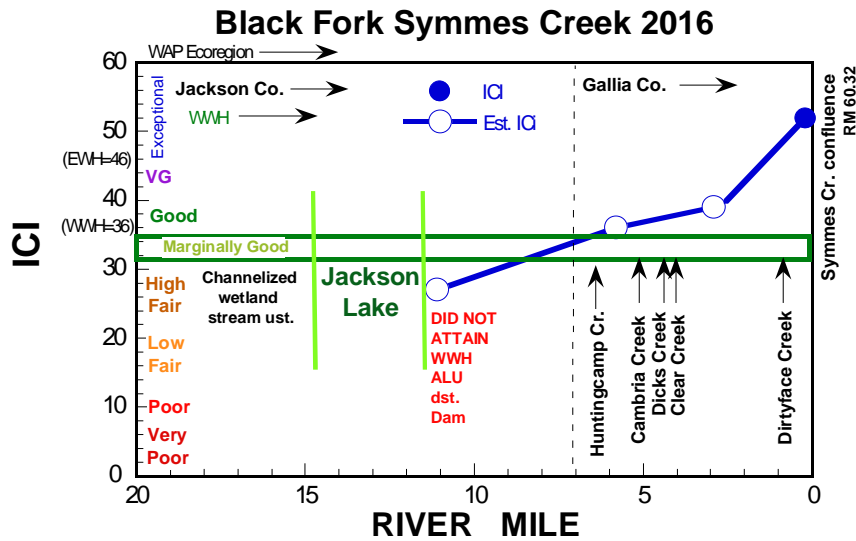 Black Fork Symmes Creek 2016
WAP Ecoregion
60
50
40
30
20
10
0
ICI
(EWH=46)
(WWH=36)
Exceptional
VG
Good
Marginally Good
High
Fair
Low
Fair
Poor
Very
Poor
Jackson Co.
WWH
ICI
Est. ICi
Gallia Co.
Channelized
wetland
stream ust.
Jackson
Lake
DID NOT
ATTAIN
WWH
ALU
dst.
Dam
Huntingcamp Cr.
Cambria Creek
Dicks Creek
Clear Creek
Dirtyface Creek
Symmes Cr. confluence
RM 60.32
20
15
10
5
0
RIVER MILE